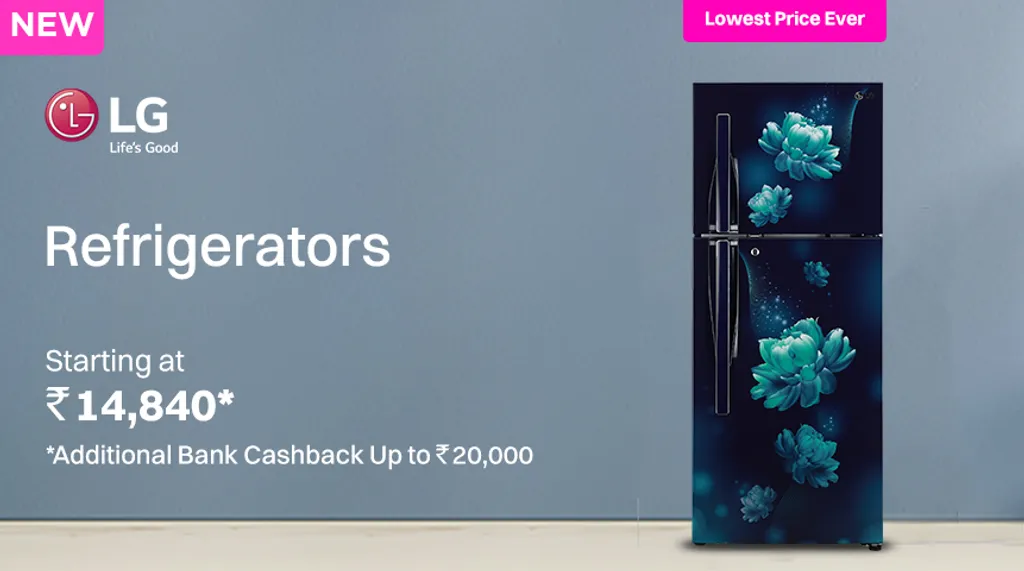 NEW
Lowest Price Ever
LG
Life's Good
Refrigerators
Starting at
₹14,840*
*Additional Bank Cashback Up to ₹20,000